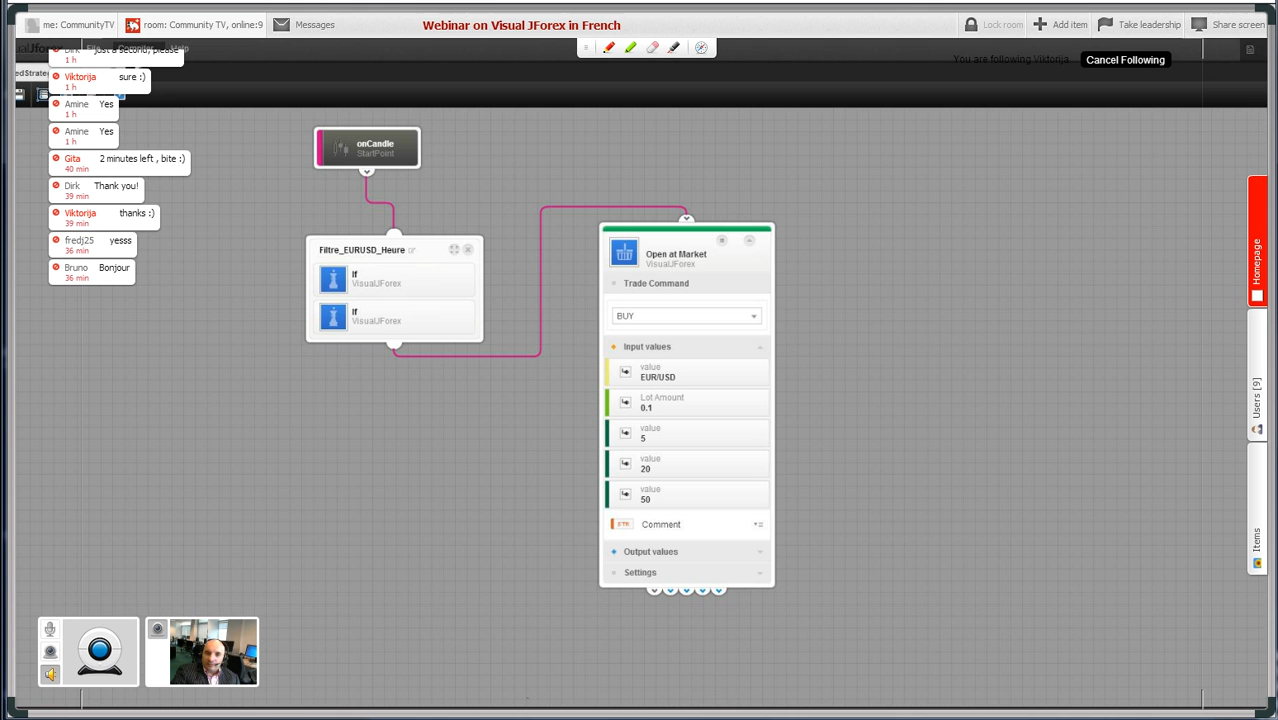 me: CommunityTV
room: Community TV, online:9
Messages
Webinar on Visual JForex in French
Lock room
Add item
Take leadership
Share screen
File
Compiler
Help
You are following Viktorija
Cancel Following
Dirk just a second, please
1 h
Viktorija sure :)
1 h
Amine Yes
1 h
Amine Yes
1 h
Gita 2 minutes left , bite :)
40 min
Dirk Thank you!
39 min
Viktorija thanks :)
39 min
fredj25 yesss
36 min
Bruno Bonjour
36 min
onCandle
StartPoint
Filtre_EURUSD_Heure
If
VisualJForex
If
VisualJForex
Open at Market
VisualJForex
Trade Command
BUY
Input values
value
EUR/USD
Lot Amount
0.1
value
5
value
20
value
50
STR Comment
Output values
Settings
Homepage
Users [9]
Items